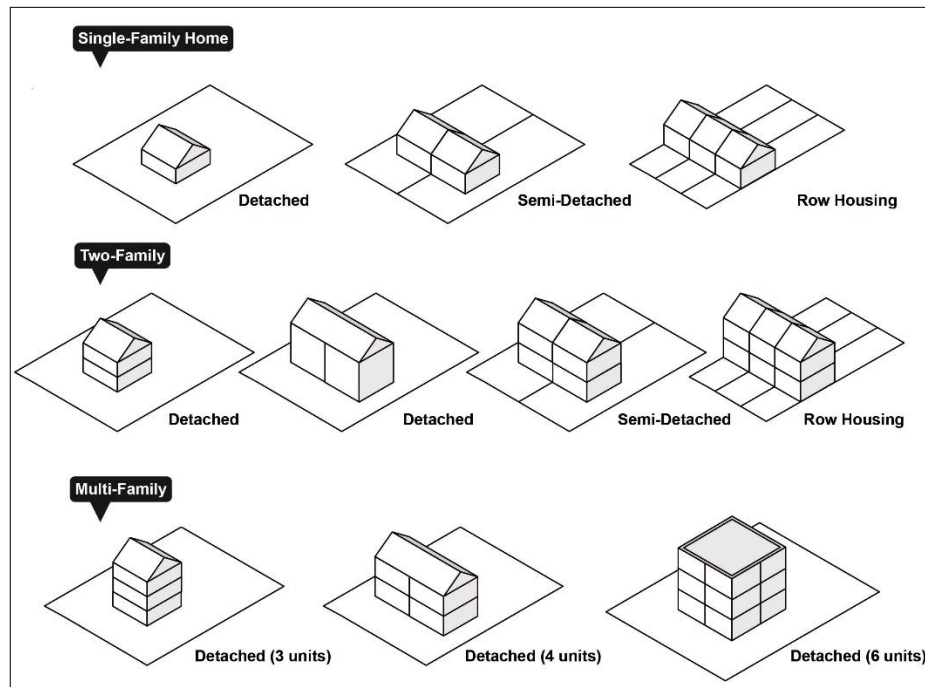 Single-Family Home
Detached
Semi-Detached
Row Housing
Two-Family
Detached
Detached
Semi-Detached
Row Housing
Multi-Family
Detached (3 units)
Detached (4 units)
Detached (6 units)